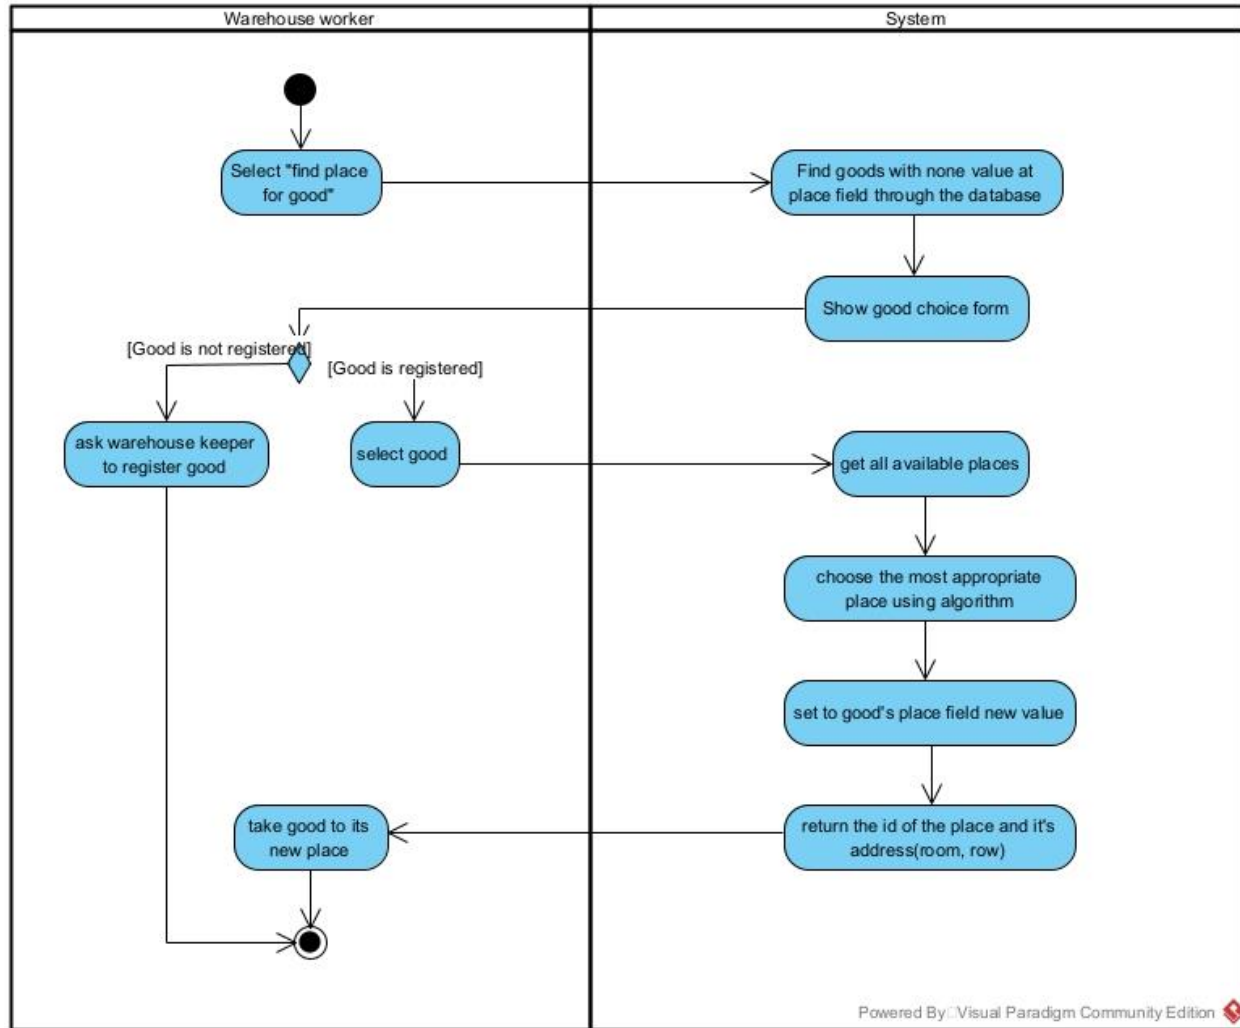 Warehouse worker
System
Select "find place
for good"
Find goods with none value at
place field through the database
Show good choice form
[Good is not registered]
[Good is registered]
ask warehouse keeper
to register good
select good
get all available places
choose the most appropriate
place using algorithm
set to good's place field new value
take good to its
new place
return the id of the place and it's
address(room, row)
Powered By Visual Paradigm Community Edition